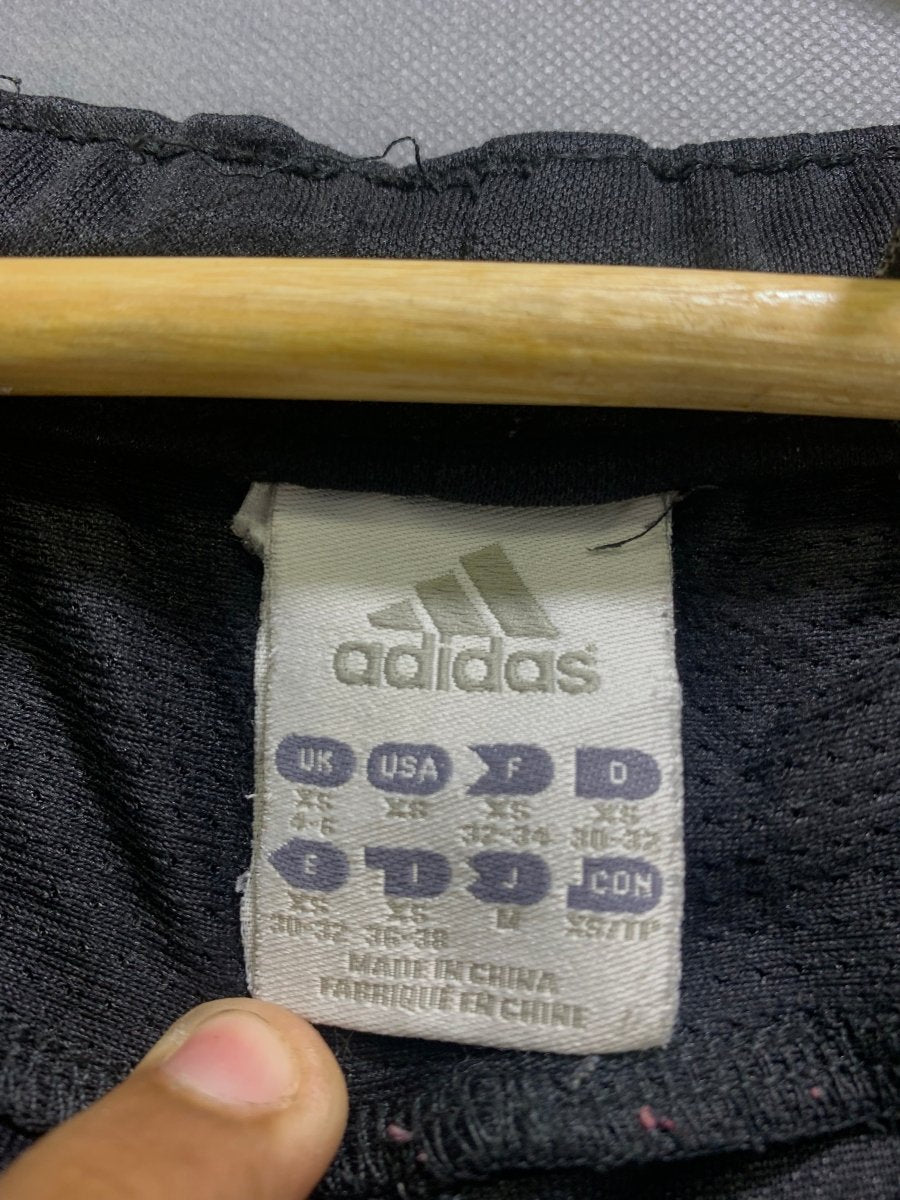 adidas
UK USA F D
XS XS XS XS
4-6 32-34 30-32
E I J CON
XS XS M XS/TP
30-32 36-38
MADE IN CHINA
FABRIQUE EN CHINE